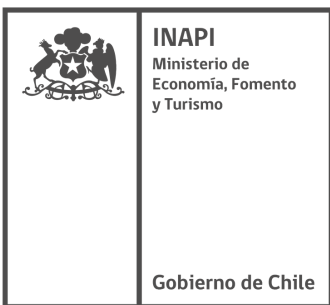 INAPI
Ministerio de
Economía, Fomento
y Turismo
Gobierno de Chile